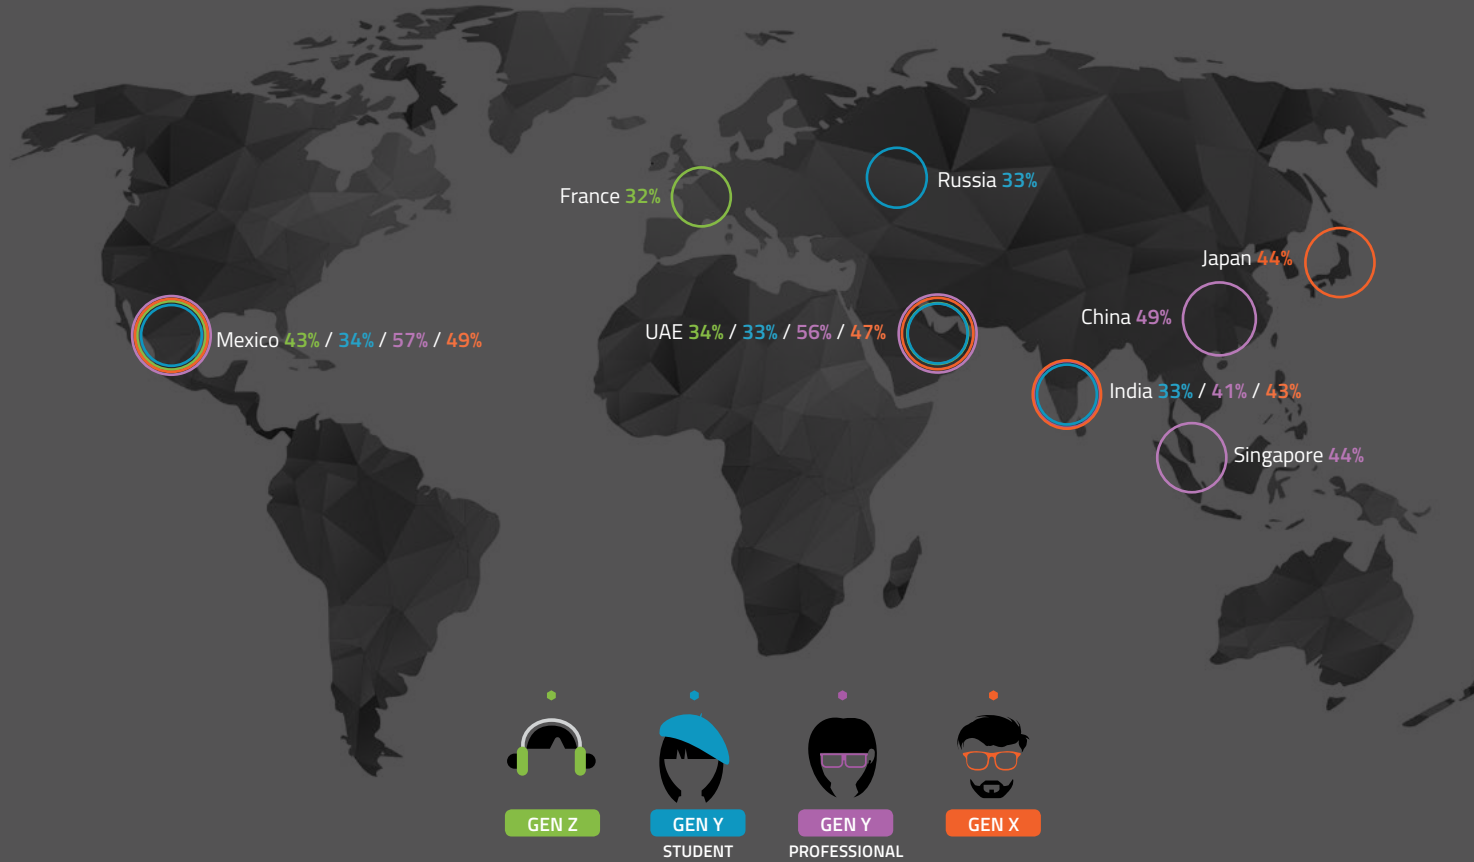 France 32%
Russia 33%
Japan 44%
China 49%
Mexico 43% / 34% / 57% / 49%
UAE 34% / 33% / 56% / 47%
India 33% / 41% / 43%
Singapore 44%
GEN Z
GEN Y
STUDENT
GEN Y
PROFESSIONAL
GEN X